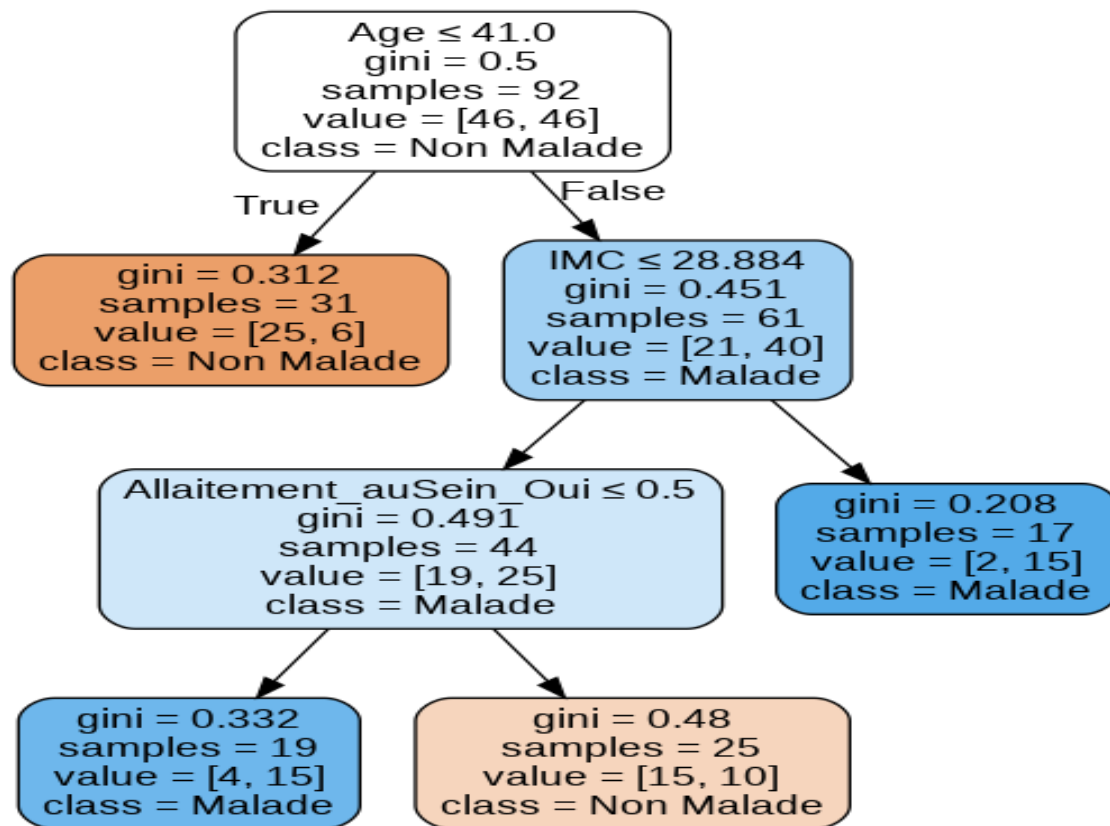 Age ≤ 41.0
gini = 0.5
samples = 92
value = [46, 46]
class = Non Malade
True
False
gini = 0.312
samples = 31
value = [25, 6]
class = Non Malade
IMC ≤ 28.884
gini = 0.451
samples = 61
value = [21, 40]
class = Malade
Allaitement_auSein_Oui ≤ 0.5
gini = 0.491
samples = 44
value = [19, 25]
class = Malade
gini = 0.208
samples = 17
value = [2, 15]
class = Malade
gini = 0.332
samples = 19
value = [4, 15]
class = Malade
gini = 0.48
samples = 25
value = [15, 10]
class = Non Malade